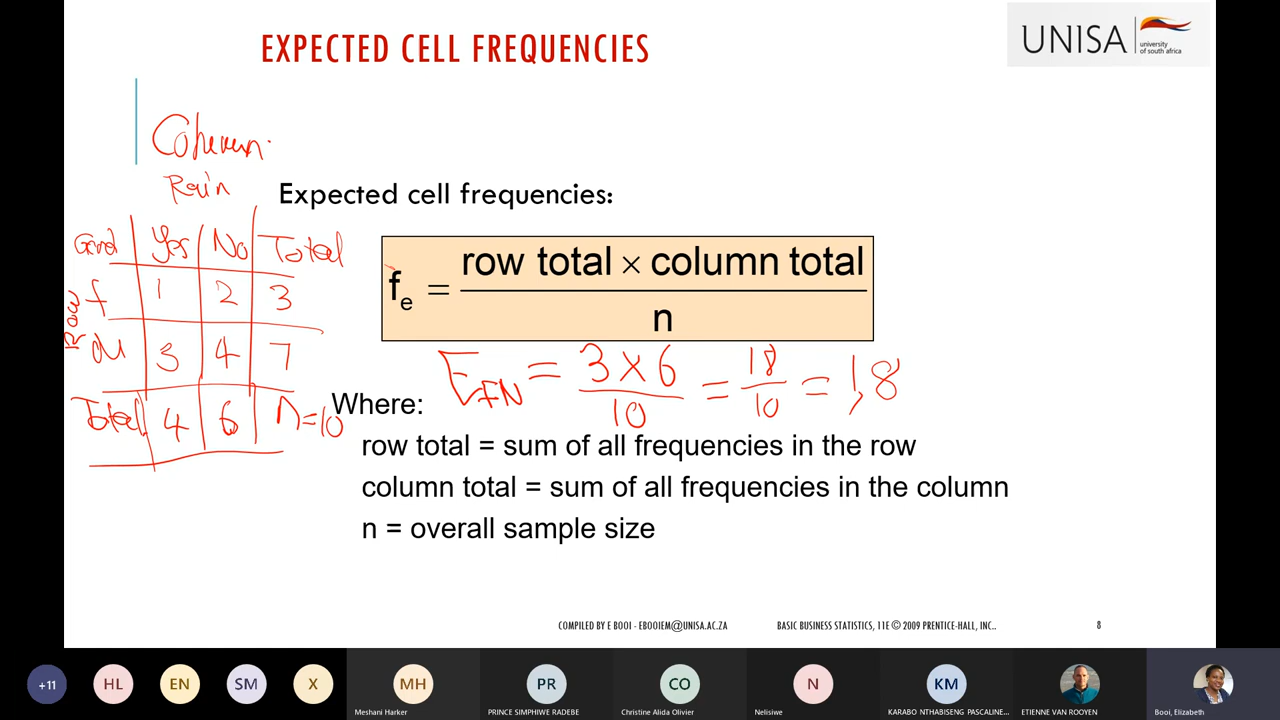 EXPECTED CELL FREQUENCIES
UNISA
university
of south africa
Column
Rain
Expected cell frequencies:
Gend Yes No Total
f 1 2 3
Row
M 3 4 7
Total 4 6 n=10
fe = row total × column total
n
EFN = 3 x 6 = 18 = 1,8
10 10
Where:
row total = sum of all frequencies in the row
column total = sum of all frequencies in the column
n = overall sample size
COMPILED BY E BOOI - EBOOIEM@UNISA.AC.ZA
BASIC BUSINESS STATISTICS, 11E © 2009 PRENTICE-HALL, INC..
8
+11
HL
EN
SM
X
MH
Meshani Harker
PR
PRINCE SIMPHIWE RADEBE
CO
Christine Alida Olivier
N
Nelisiwe
KM
KARABO NTHABISENG PASCALINE...
ETIENNE VAN ROOYEN
Booi, Elizabeth